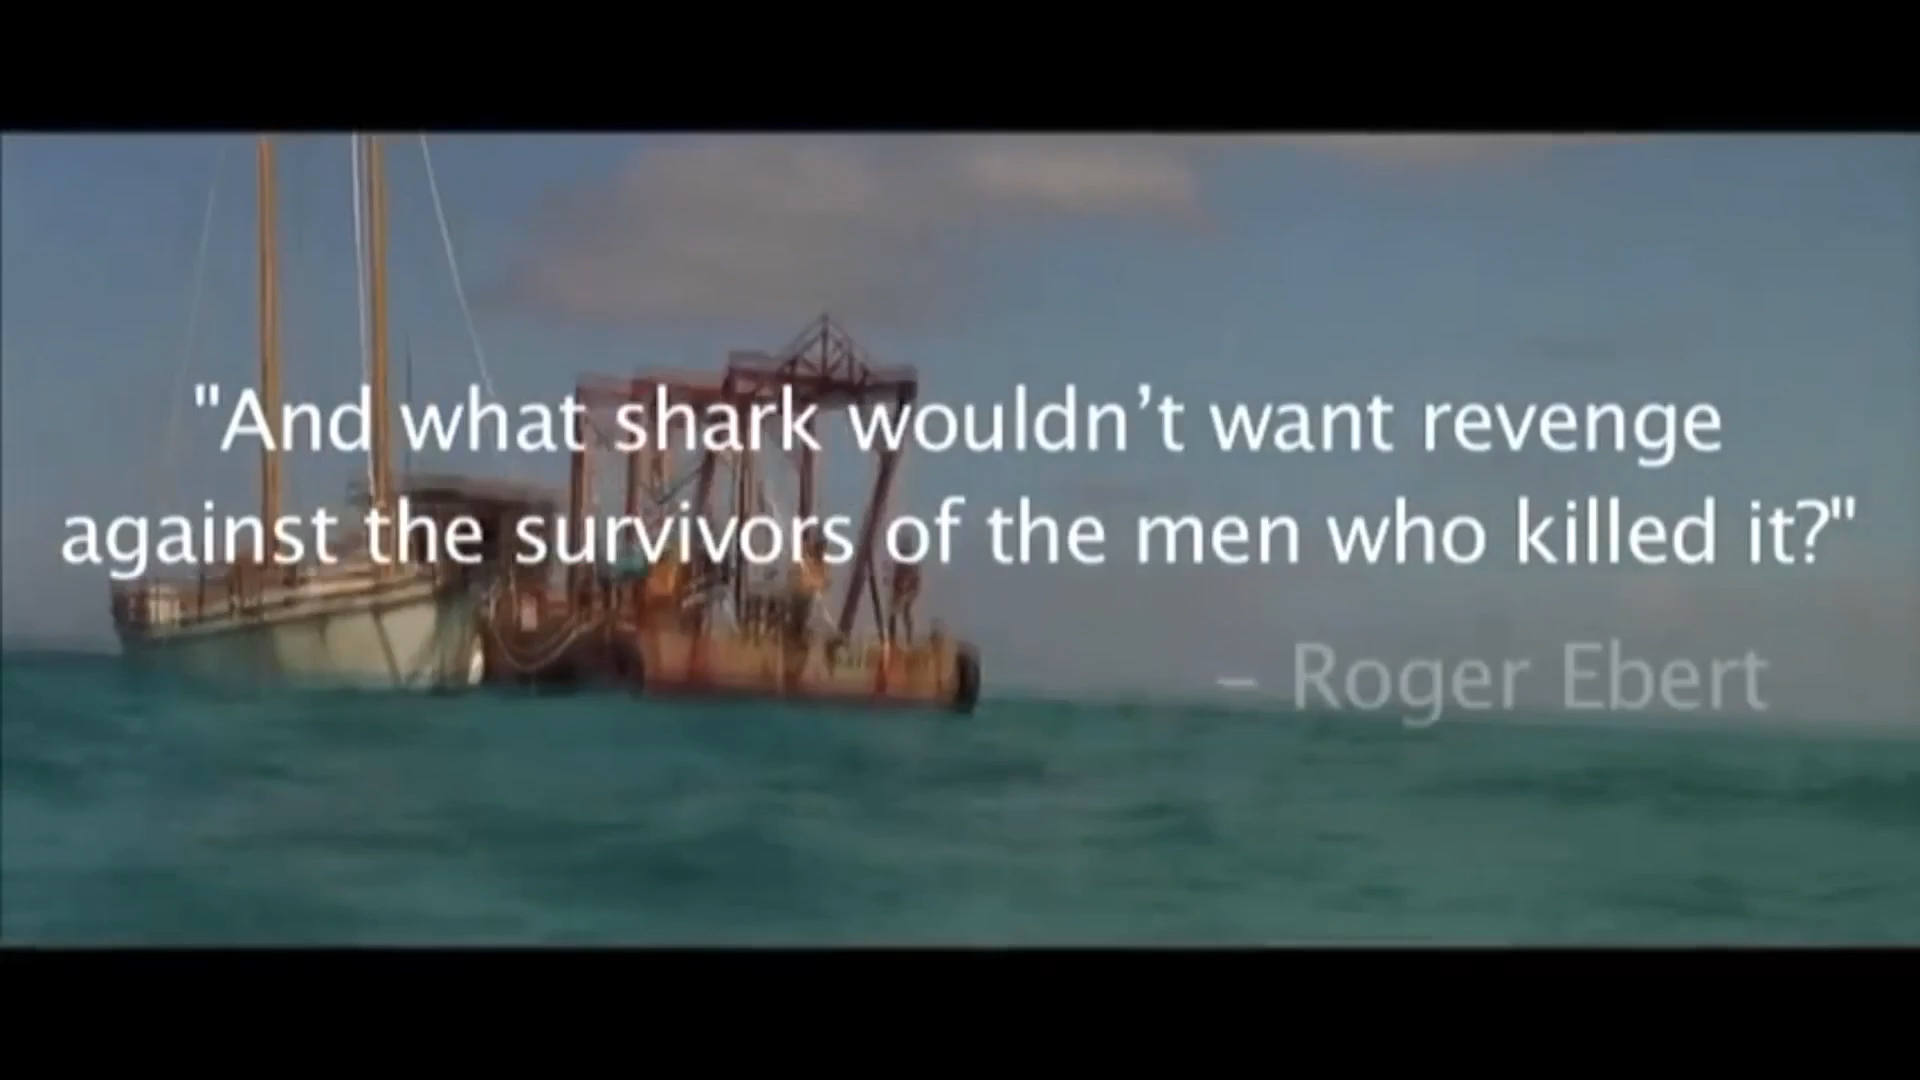 "And what shark wouldn’t want revenge
against the survivors of the men who killed it?"
– Roger Ebert